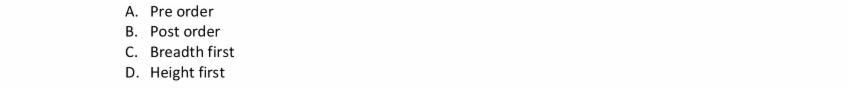 A. Pre order
B. Post order
C. Breadth first
D. Height first